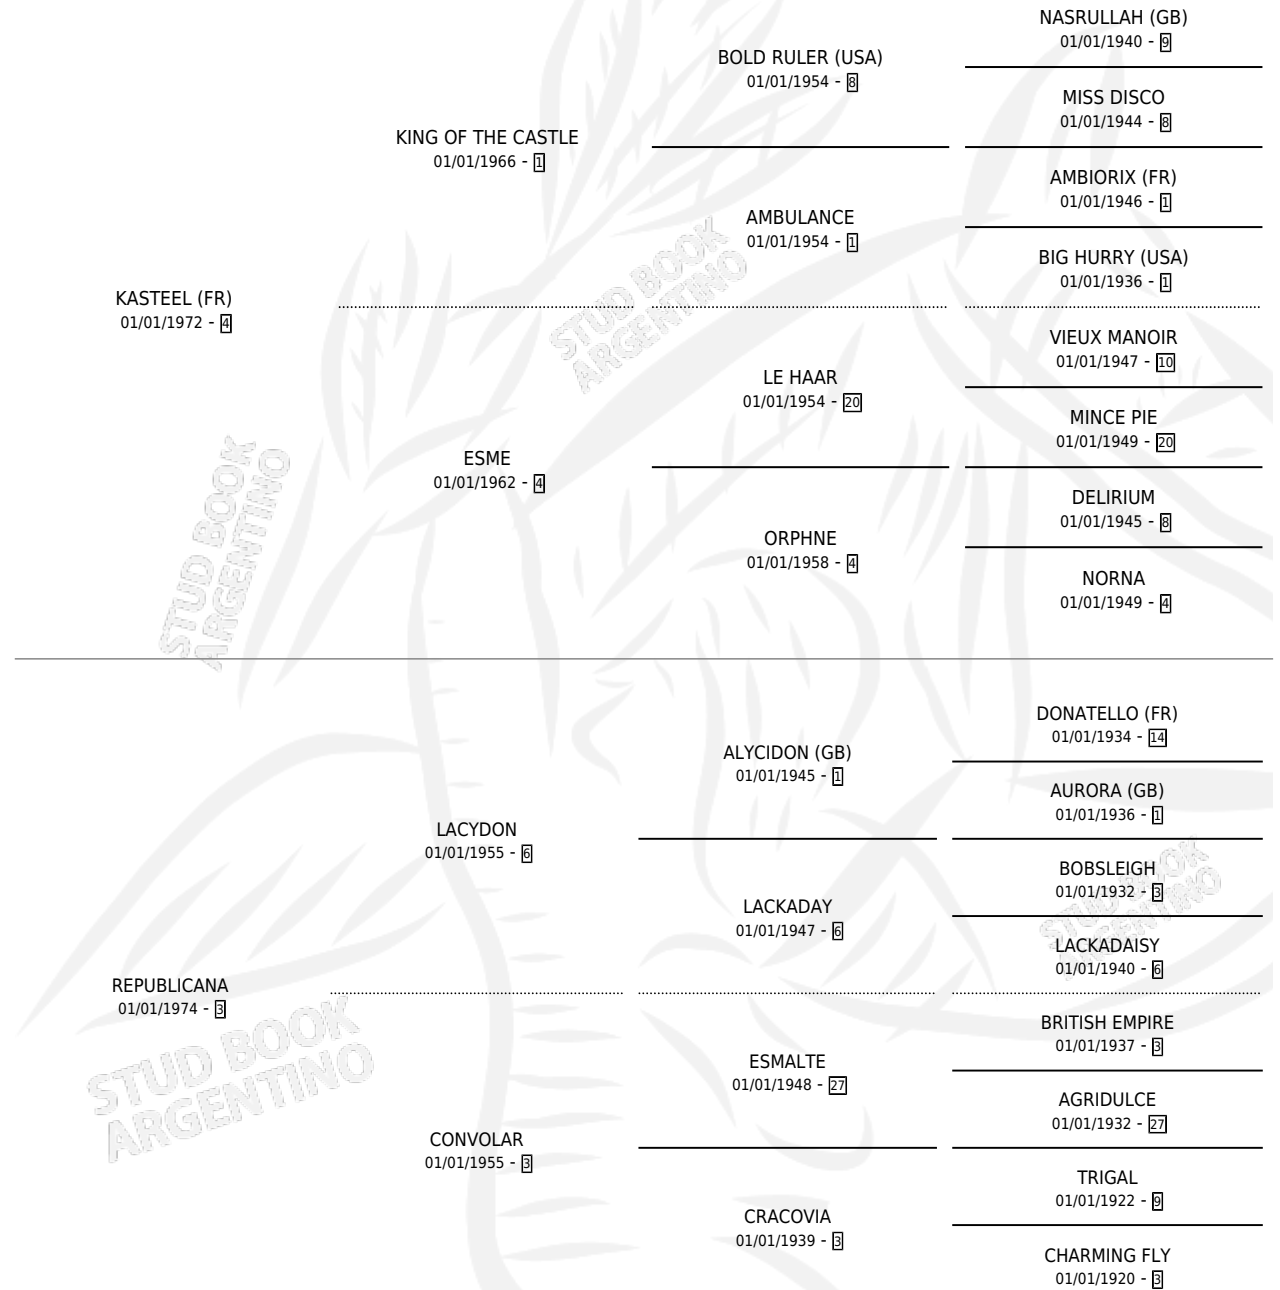 NASRULLAH (GB)
01/01/1940 - 9
BOLD RULER (USA)
01/01/1954 - 8
MISS DISCO
01/01/1944 - 8
KING OF THE CASTLE
01/01/1966 - 1
AMBIORIX (FR)
01/01/1946 - 1
AMBULANCE
01/01/1954 - 1
BIG HURRY (USA)
01/01/1936 - 1
KASTEEL (FR)
01/01/1972 - 4
VIEUX MANOIR
01/01/1947 - 10
LE HAAR
01/01/1954 - 20
MINCE PIE
01/01/1949 - 20
ESME
01/01/1962 - 4
DELIRIUM
01/01/1945 - 8
ORPHNE
01/01/1958 - 4
NORNA
01/01/1949 - 4
DONATELLO (FR)
01/01/1934 - 14
ALYCIDON (GB)
01/01/1945 - 1
AURORA (GB)
01/01/1936 - 1
LACYDON
01/01/1955 - 6
BOBSLEIGH
01/01/1932 - 3
LACKADAY
01/01/1947 - 6
LACKADAISY
01/01/1940 - 6
REPUBLICANA
01/01/1974 - 3
BRITISH EMPIRE
01/01/1937 - 3
ESMALTE
01/01/1948 - 27
AGRIDULCE
01/01/1932 - 27
CONVOLAR
01/01/1955 - 3
TRIGAL
01/01/1922 - 9
CRACOVIA
01/01/1939 - 3
CHARMING FLY
01/01/1920 - 3
STUD BOOK
ARGENTINO
STUD BOOK
ARGENTINO
STUD BOOK
ARGENTINO
STUD BOOK
ARGENTINO